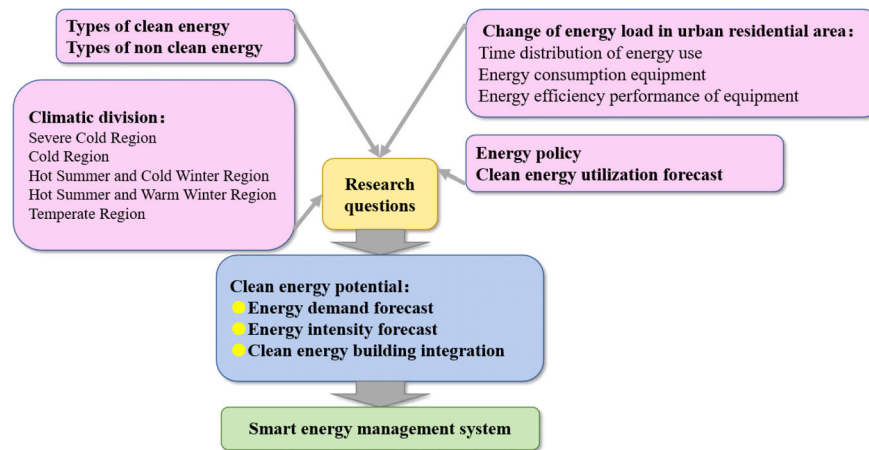 Types of clean energy
Types of non clean energy
Change of energy load in urban residential area：
Time distribution of energy use
Energy consumption equipment
Energy efficiency performance of equipment
Climatic division：
Severe Cold Region
Cold Region
Hot Summer and Cold Winter Region
Hot Summer and Warm Winter Region
Temperate Region
Energy policy
Clean energy utilization forecast
Research
questions
Clean energy potential：
Energy demand forecast
Energy intensity forecast
Clean energy building integration
Smart energy management system